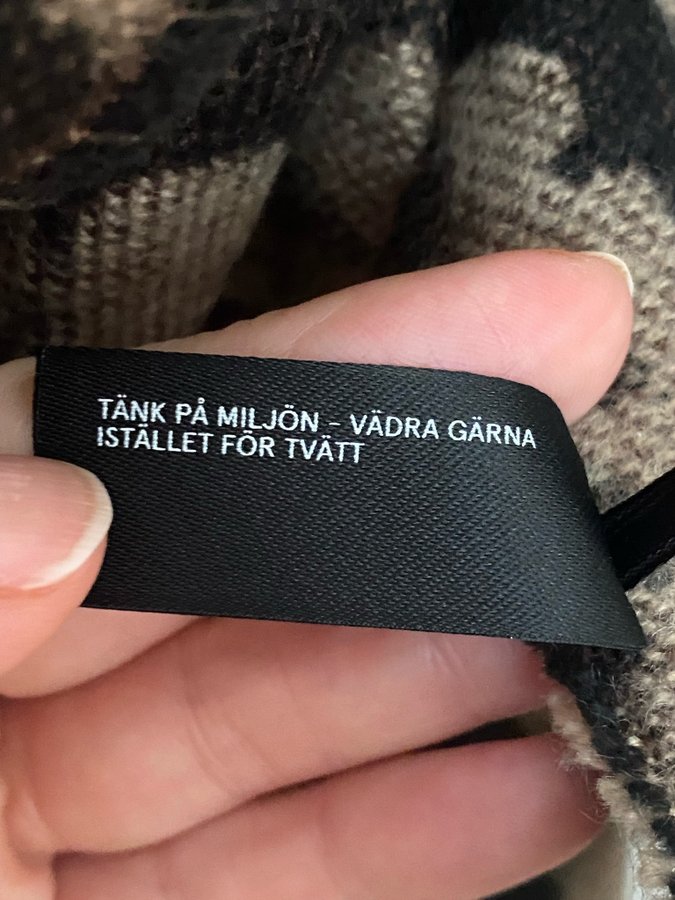 TÄNK PÅ MILJÖN - VÄDRA GÄRNA
ISTÄLLET FÖR TVÄTT